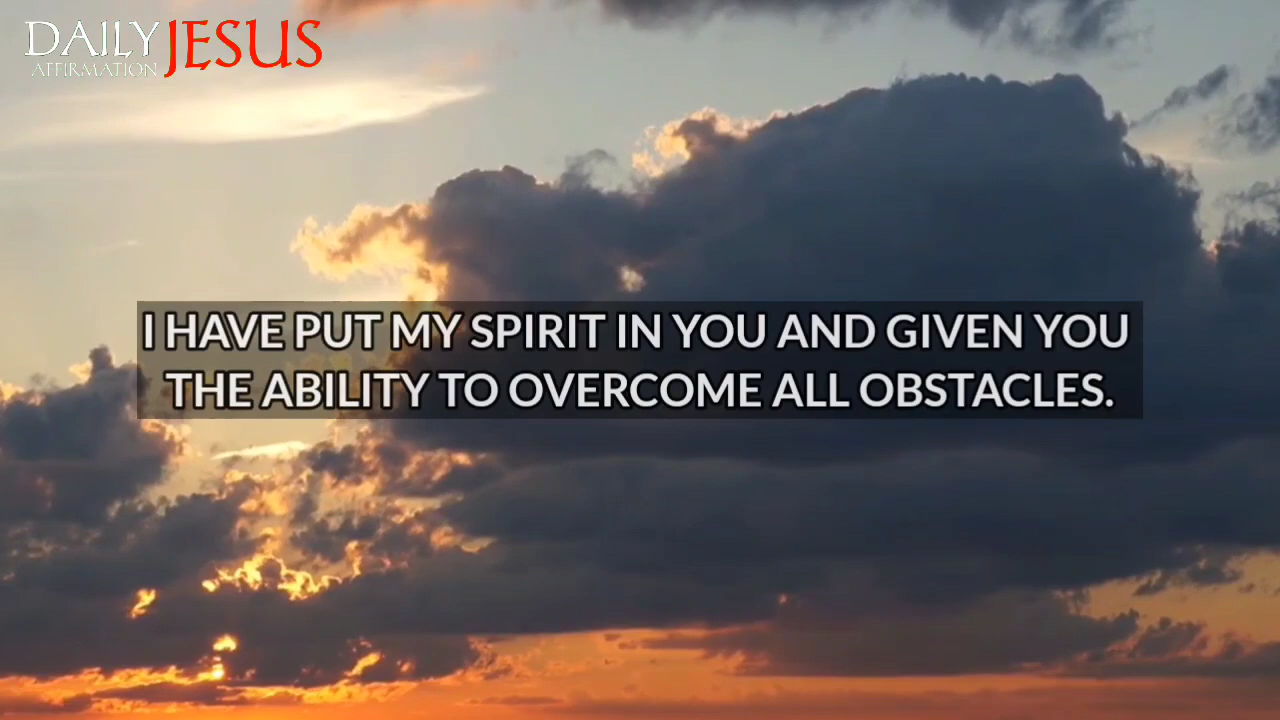 DAILY JESUS
AFFIRMATION
I HAVE PUT MY SPIRIT IN YOU AND GIVEN YOU
THE ABILITY TO OVERCOME ALL OBSTACLES.